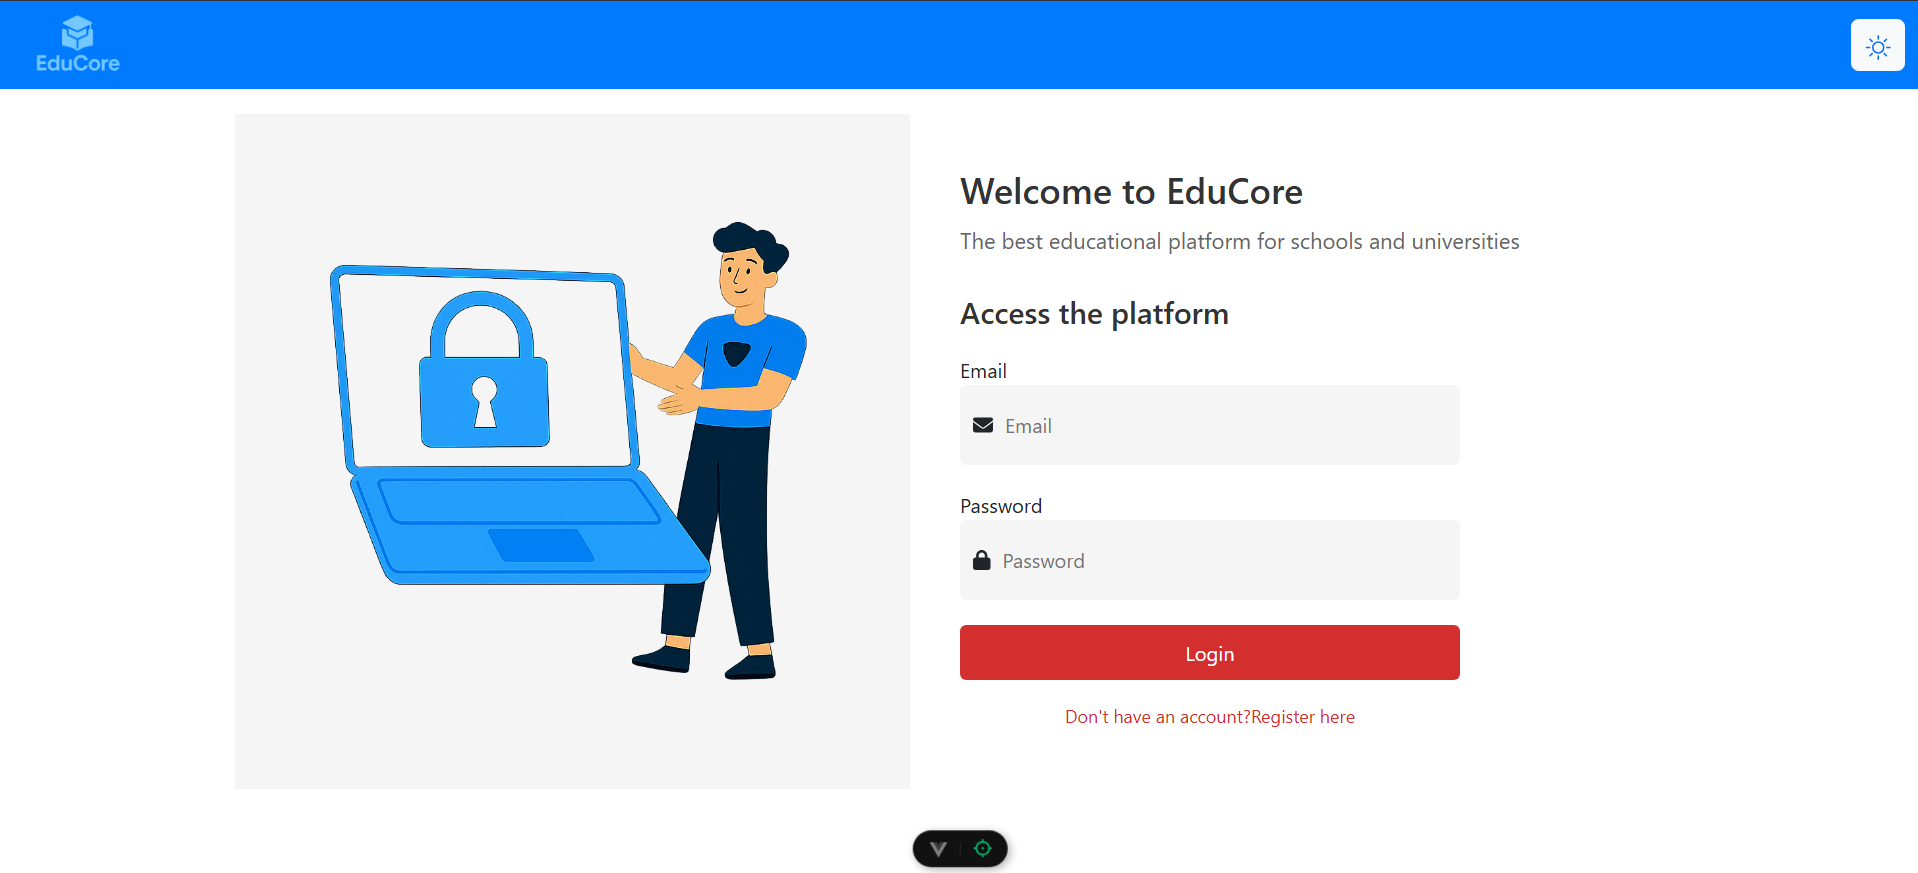 EduCore
Welcome to EduCore
The best educational platform for schools and universities
Access the platform
Email
Email
Password
Password
Login
Don't have an account?Register here